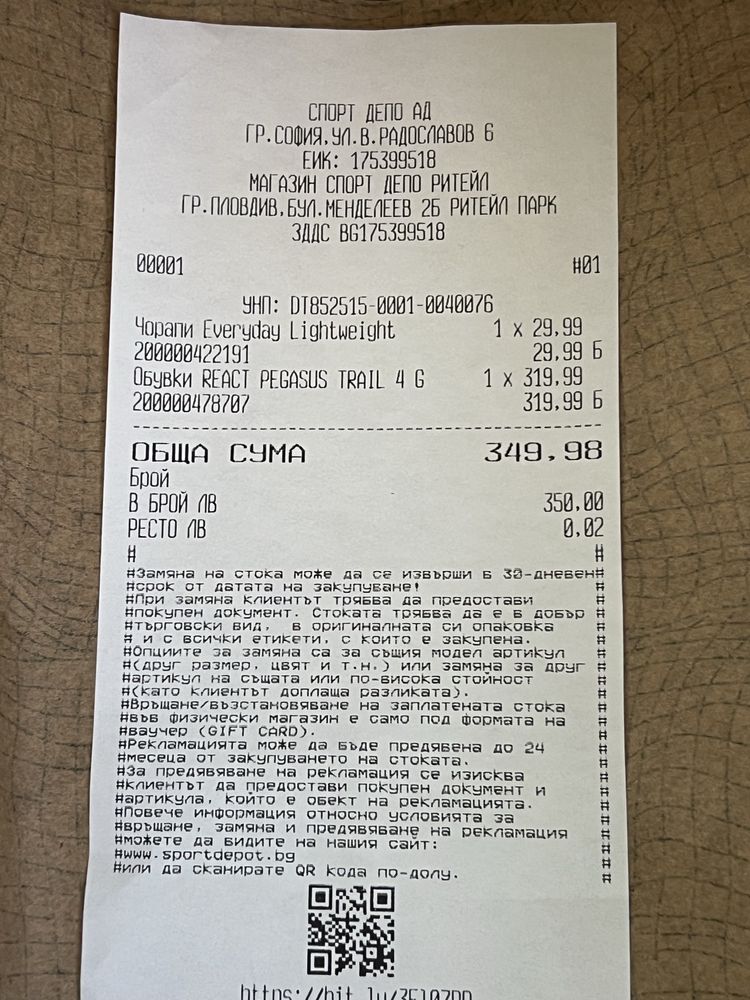 СПОРТ ДЕПО АД
ГР.СОФИЯ,УЛ.В.РАДОСЛАВОВ 6
ЕИК: 175399518
МАГАЗИН СПОРТ ДЕПО РИТЕЙЛ
ГР.ПЛОВДИВ,БУЛ.МЕНДЕЛЕЕВ 2Б РИТЕЙЛ ПАРК
ЗДДС BG175399518
00001 #01
УНП: DT852515-0001-0040076
Чорапи Everyday Lightweight 1 x 29,99
200000422191 29,99 Б
Обувки REACT PEGASUS TRAIL 4 G 1 x 319,99
200000478707 319,99 Б
ОБЩА СУМА 349,98
Брой
В БРОЙ ЛВ 350,00
РЕСТО ЛВ 0,02
# #
#Замяна на стока може да се извърши в 30-дневен#
#срок от датата на закупуване! #
#При замяна клиентът трябва да предостави #
#покупен документ. Стоката трябва да е в добър #
#търговски вид, в оригиналната си опаковка #
# и с всички етикети, с които е закупена. #
#Опциите за замяна са за същия модел артикул #
#(друг размер, цвят и т.н.) или замяна за друг #
#артикул на същата или по-висока стойност #
#(като клиентът доплаща разликата). #
#Връщане/възстановяване на заплатената стока #
#във физически магазин е само под формата на #
#ваучер (GIFT CARD). #
#Рекламацията може да бъде предявена до 24 #
#месеца от закупуването на стоката. #
#За предявяване на рекламация се изисква #
#клиентът да предостави покупен документ и #
#артикула, който е обект на рекламацията. #
#Повече информация относно условията за #
#връщане, замяна и предявяване на рекламация #
#можете да видите на нашия сайт: #
#www.sportdepot.bg #
#или да сканирате QR кода по-долу. #